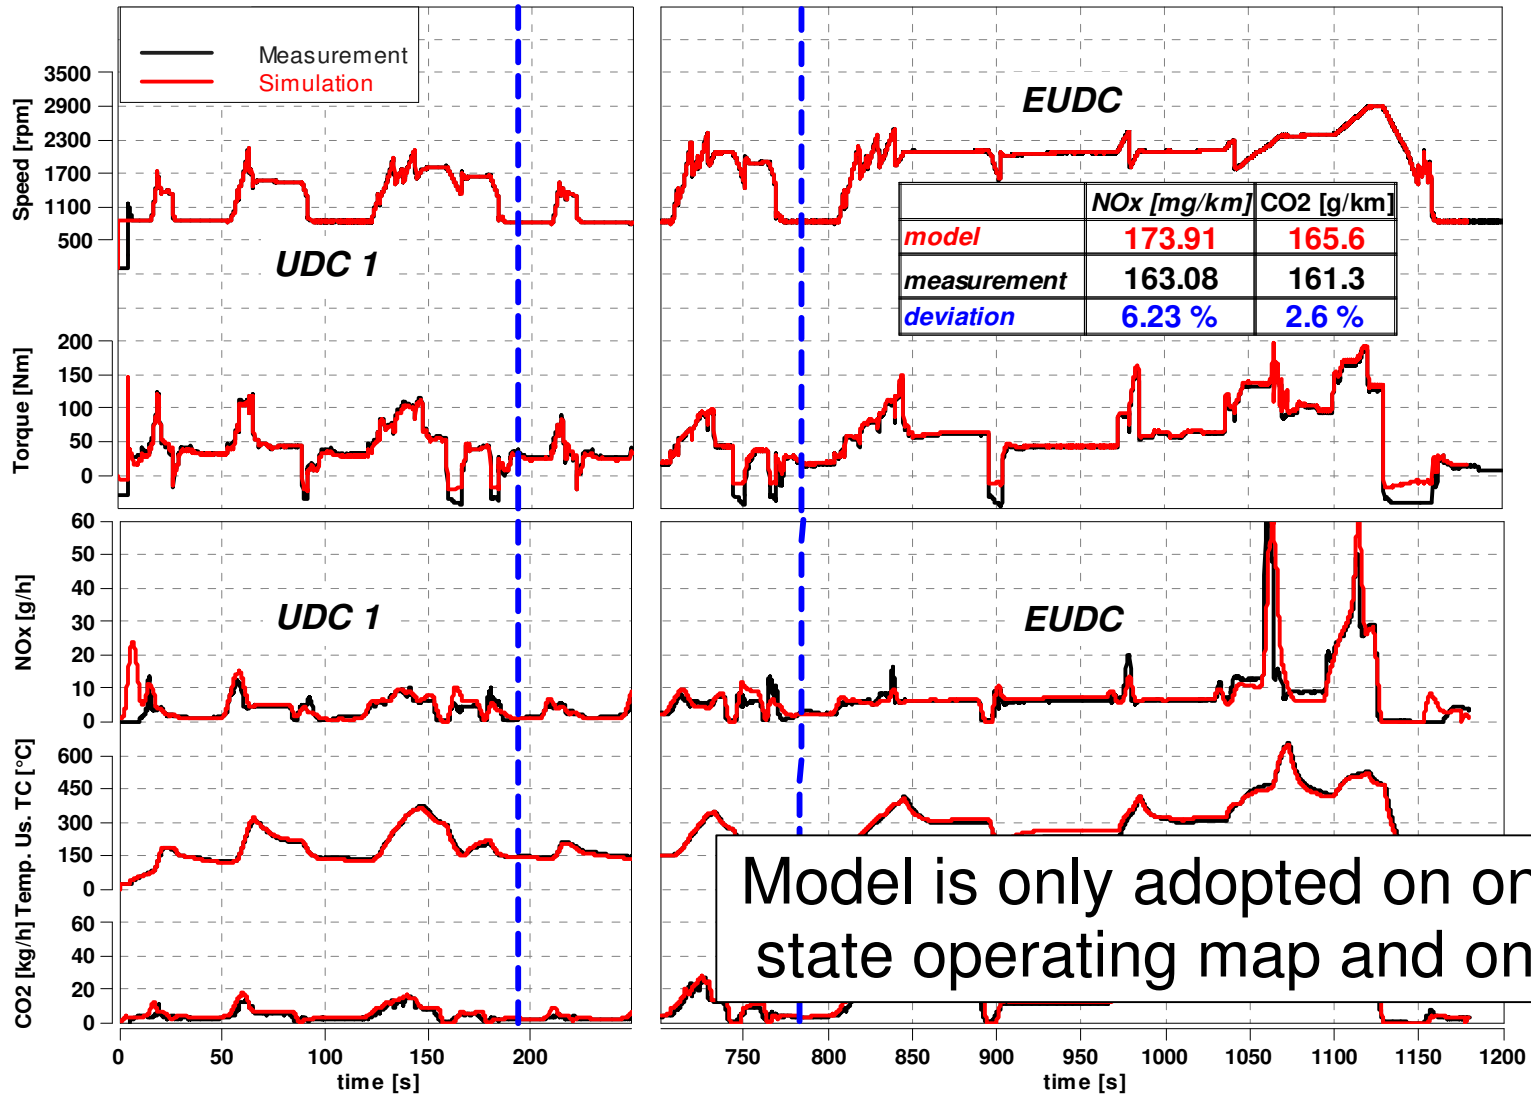 Measurement
Simulation
3500
2900
2300
1700
1100
500
Speed [rpm]
UDC 1
EUDC
NOx [mg/km] CO2 [g/km]
model 173.91 165.6
measurement 163.08 161.3
deviation 6.23 % 2.6 %
200
150
100
50
0
Torque [Nm]
60
50
40
30
20
10
0
NOx [g/h]
UDC 1
EUDC
600
450
300
150
0
Temp. Us. TC [°C]
Model is only adopted on on
state operating map and on
60
40
20
0
CO2 [kg/h]
0 50 100 150 200
time [s]
750 800 850 900 950 1000 1050 1100 1150 1200
time [s]